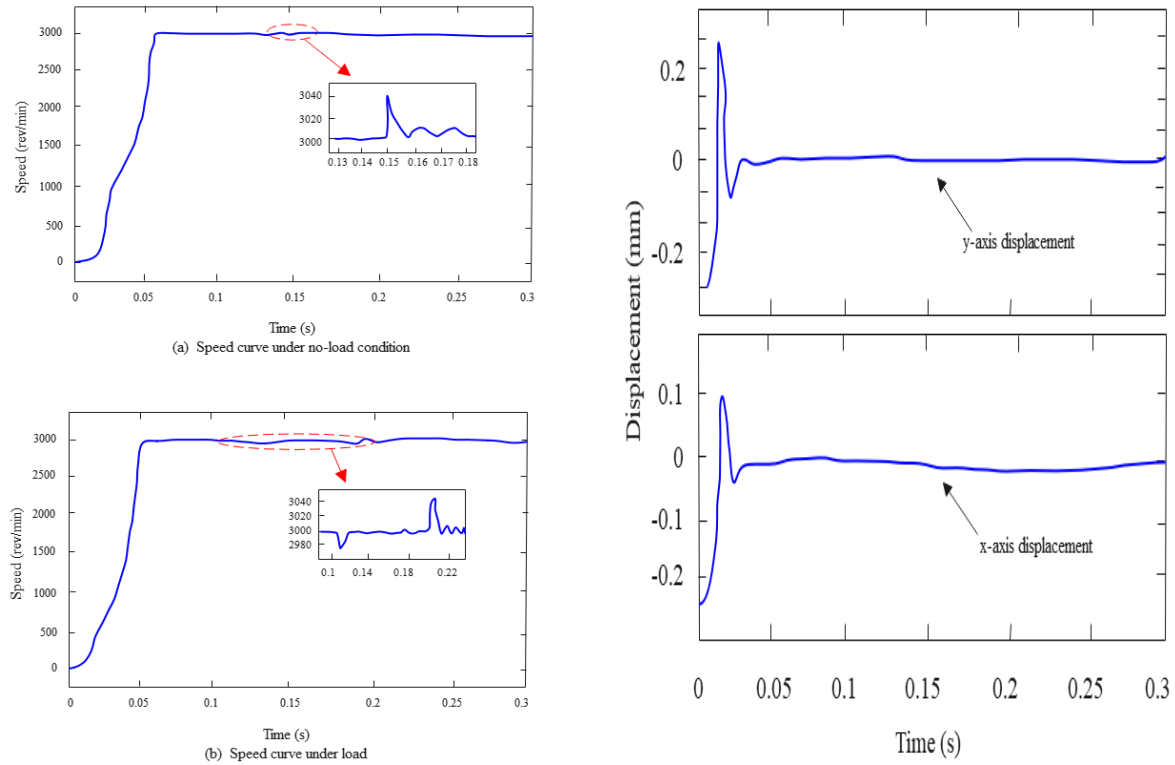 3000
2500
2000
1500
1000
500
0
Speed (rew/min)
3040
3020
3000
0.13 0.14 0.15 0.16 0.17 0.18
0 0.05 0.1 0.15 0.2 0.25 0.3
Time (s)
(a) Speed curve under no-load condition
3000
2500
2000
1500
1000
500
0
Speed (rew/min)
3040
3020
3000
2980
0.1 0.14 0.18 0.22
0 0.05 0.1 0.15 0.2 0.25 0.3
Time (s)
(b) Speed curve under load
Displacement (mm)
0.2
0
-0.2
y-axis displacement
0.1
0
-0.1
-0.2
x-axis displacement
0 0.05 0.1 0.15 0.2 0.25 0.3
Time (s)